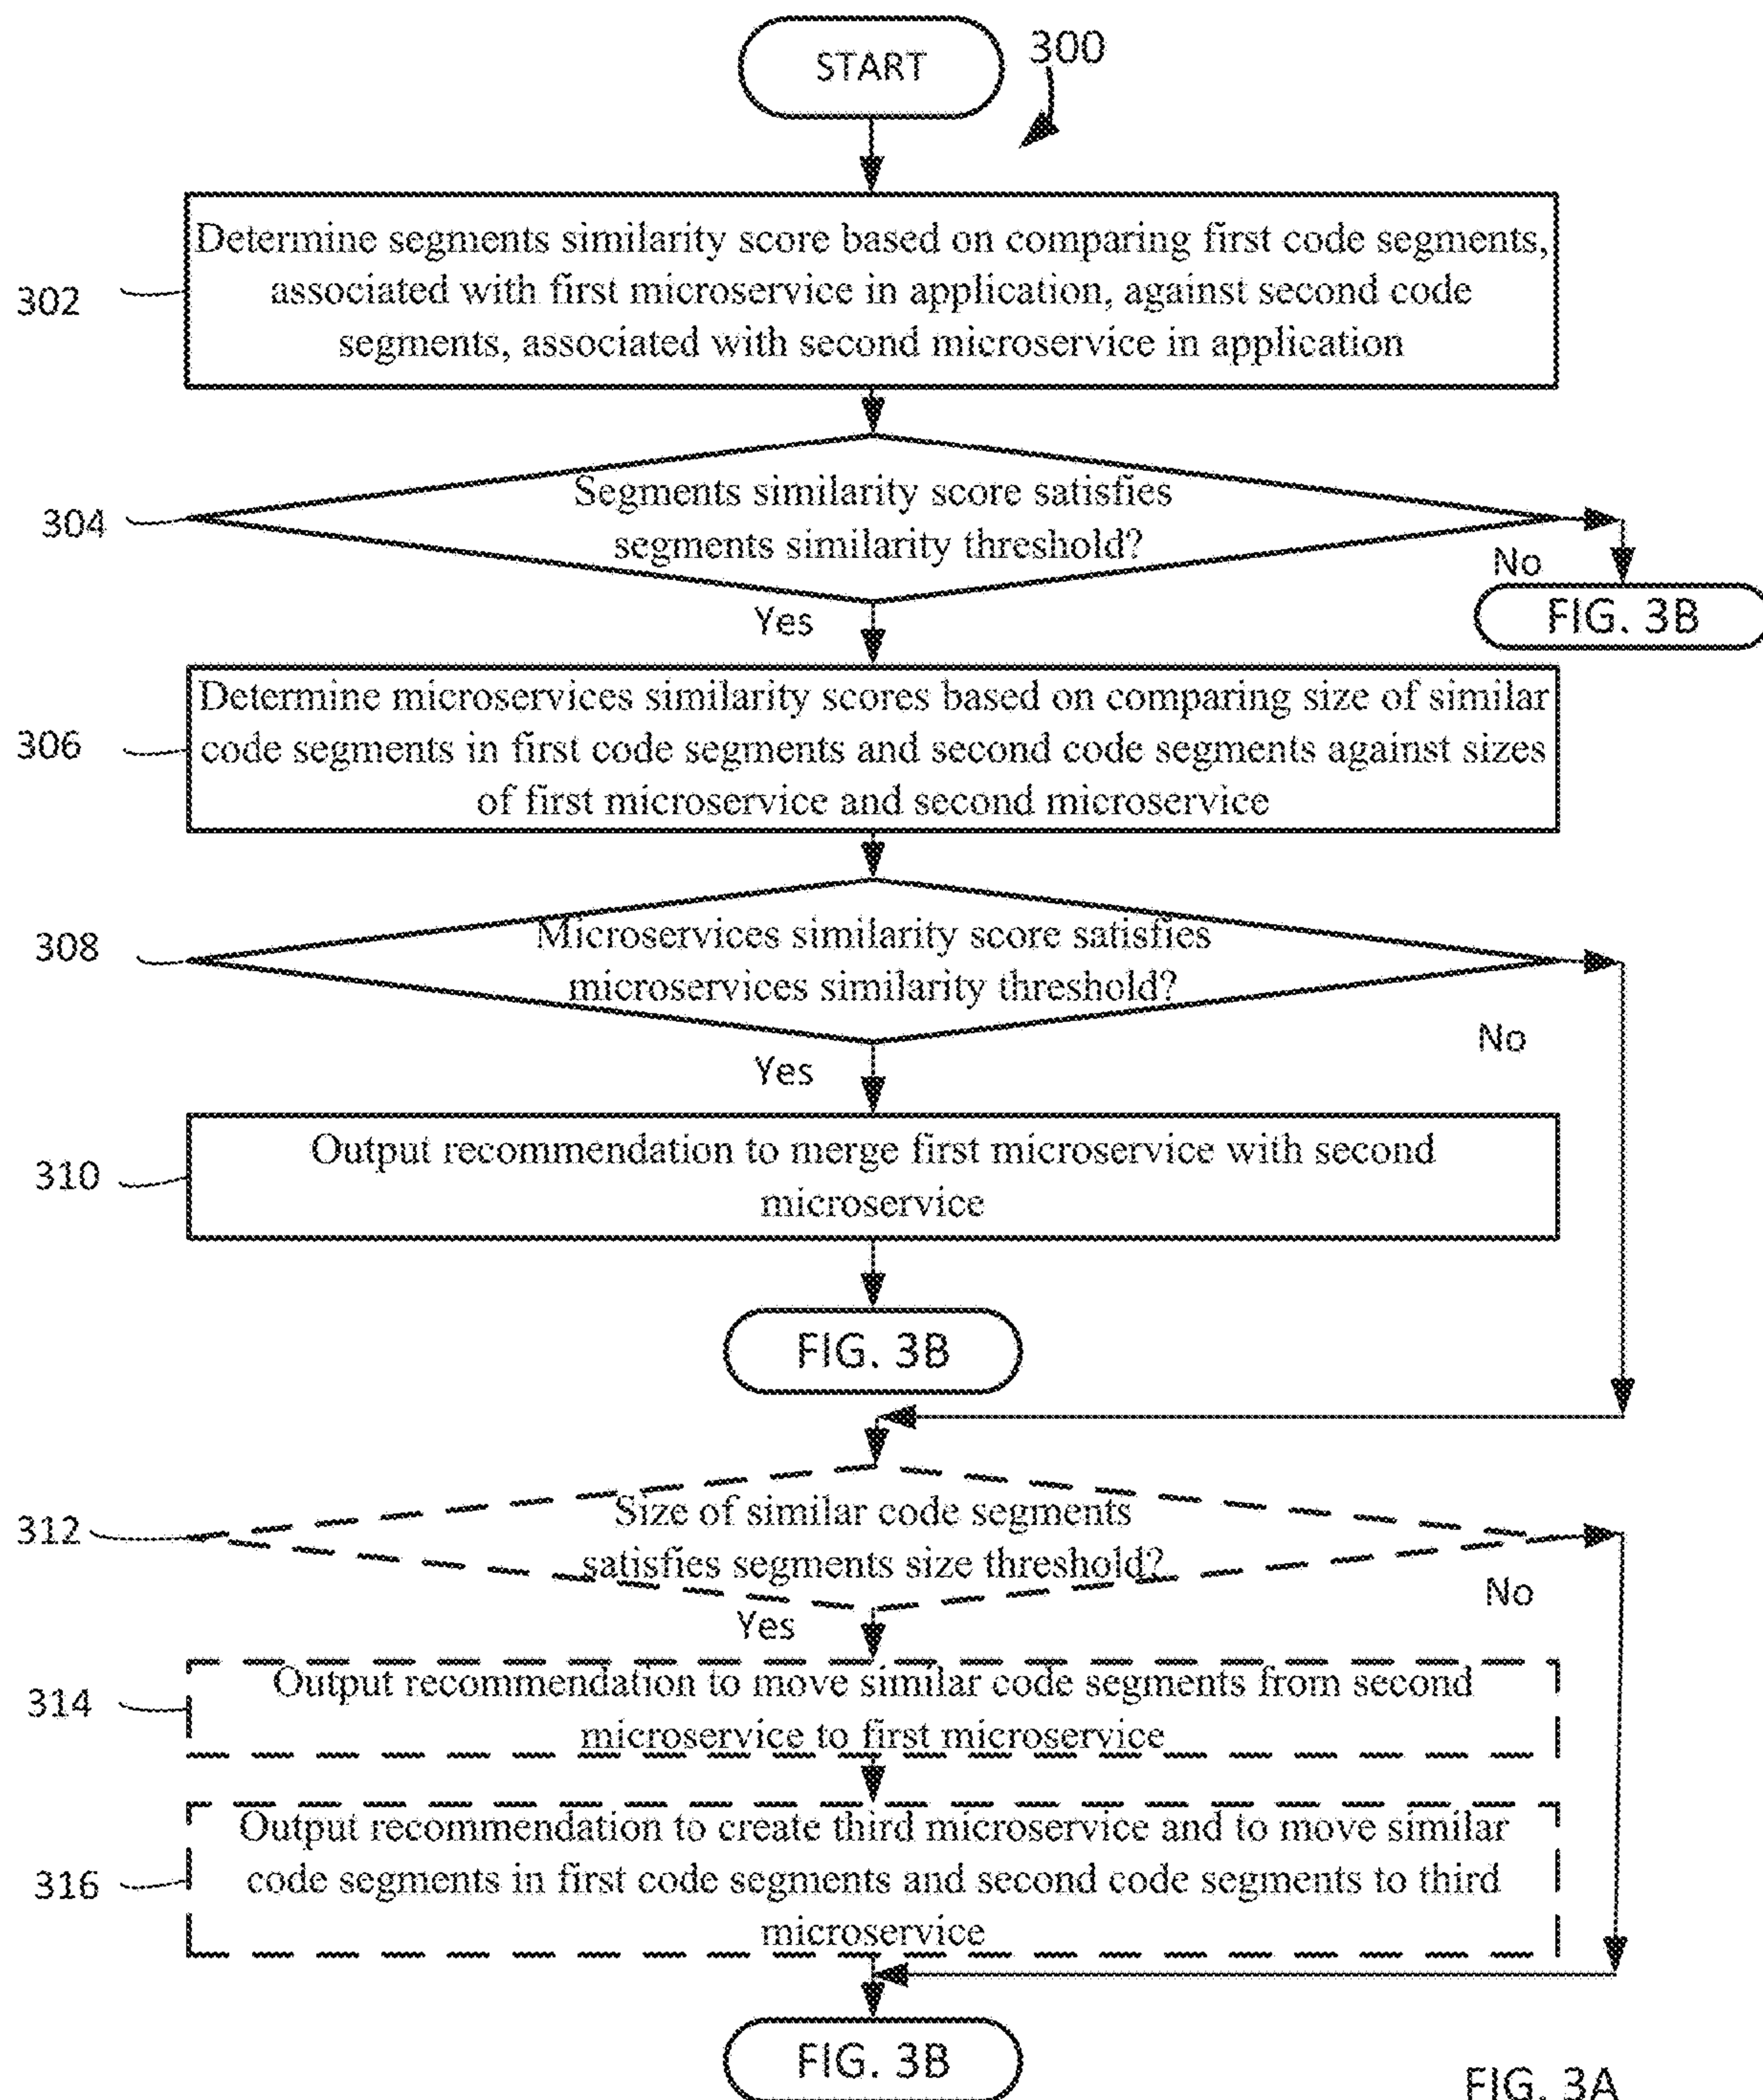 START
300
302
Determine segments similarity score based on comparing first code segments,
associated with first microservice in application, against second code
segments, associated with second microservice in application
304
Segments similarity score satisfies
segments similarity threshold?
No
FIG. 3B
Yes
306
Determine microservices similarity scores based on comparing size of similar
code segments in first code segments and second code segments against sizes
of first microservice and second microservice
308
Microservices similarity score satisfies
microservices similarity threshold?
No
Yes
310
Output recommendation to merge first microservice with second
microservice
FIG. 3B
312
Size of similar code segments
satisfies segments size threshold?
No
Yes
314
Output recommendation to move similar code segments from second
microservice to first microservice
316
Output recommendation to create third microservice and to move similar
code segments in first code segments and second code segments to third
microservice
FIG. 3B
FIG. 3A